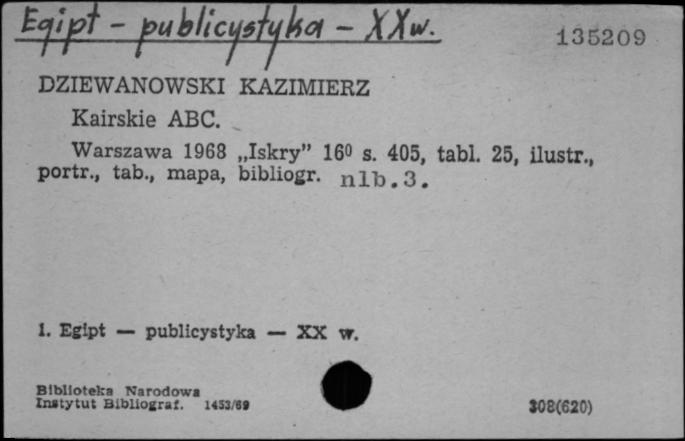 Egipt - publicystyka - XX w.
135209
DZIEWANOWSKI KAZIMIERZ
Kairskie ABC.
Warszawa 1968 „Iskry” 16⁰ s. 405, tabl. 25, ilustr.,
portr., tab., mapa, bibliogr. nlb.3.
1. Egipt — publicystyka — XX w.
Biblioteka Narodowa
Instytut Bibliograf. 1453/69
308(620)